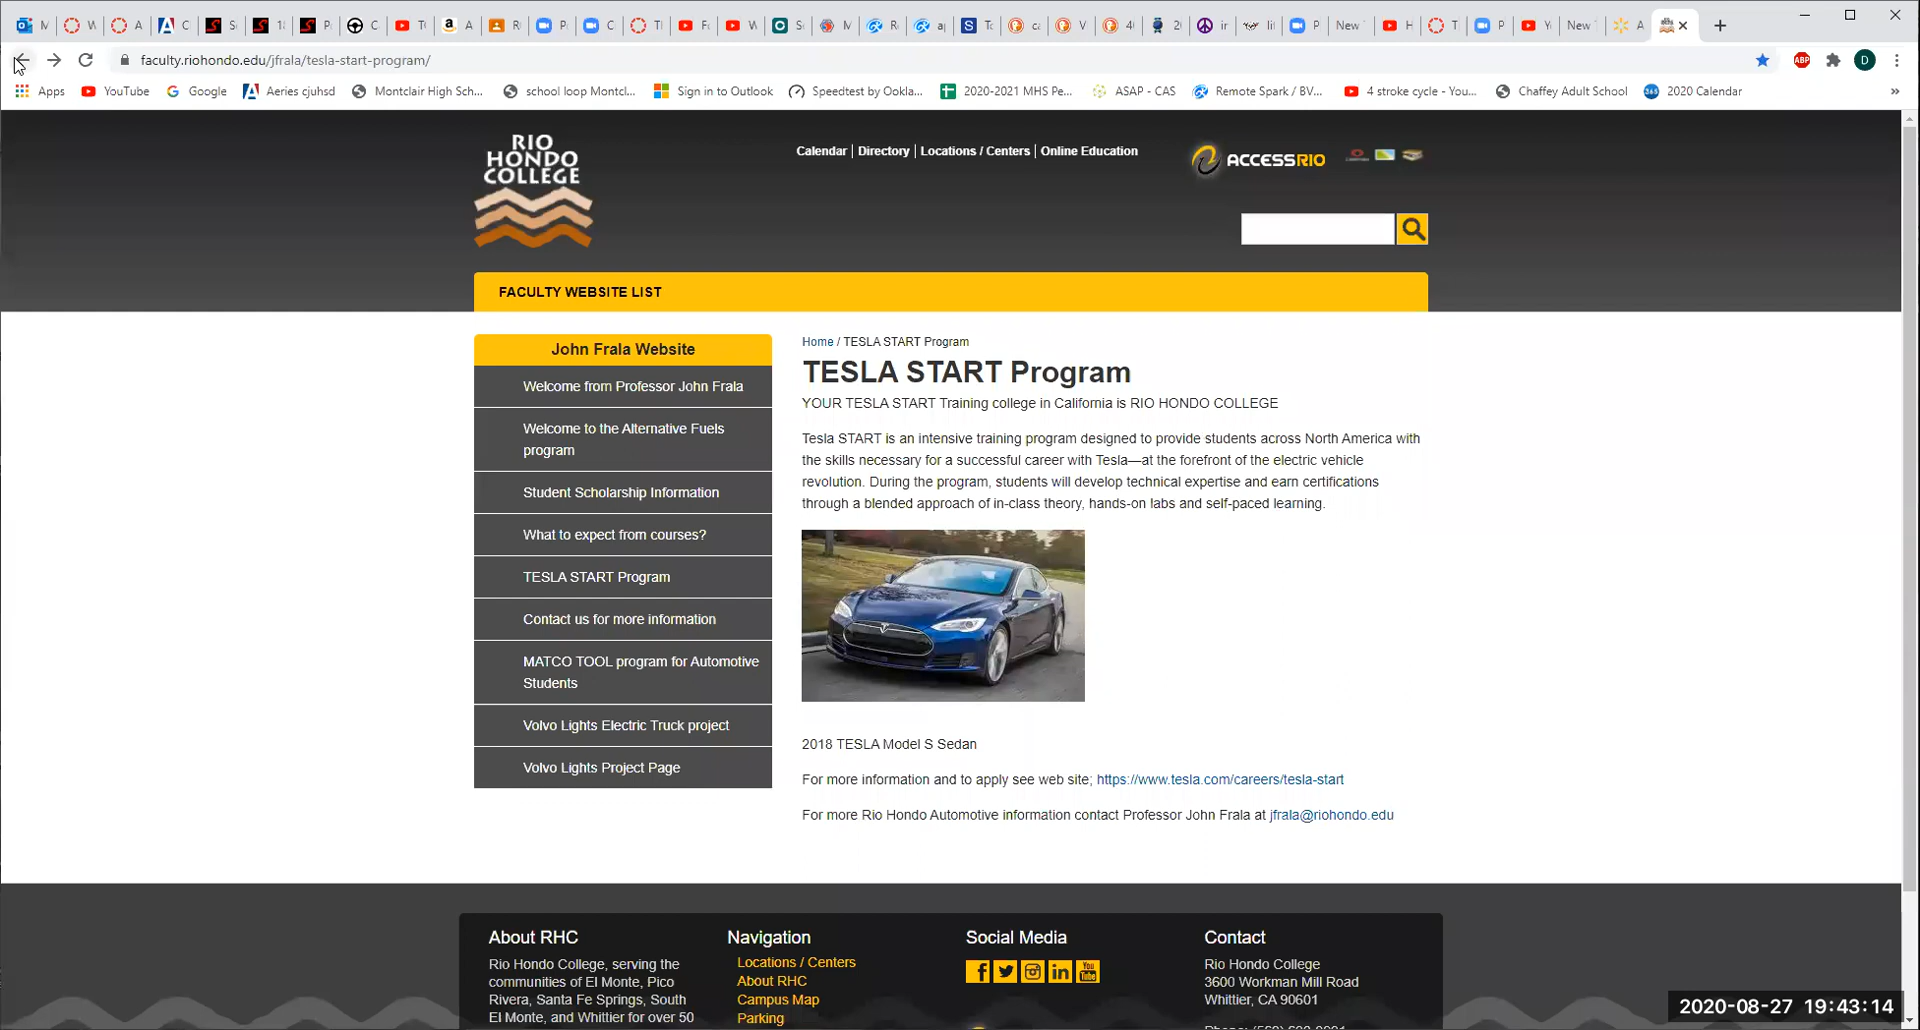 faculty.riohondo.edu/jfrala/tesla-start-program/
Apps YouTube Google Aeries cjuhsd Montclair High Sch... school loop Montcl... Sign in to Outlook Speedtest by Ookla... 2020-2021 MHS Pe... ASAP - CAS Remote Spark / BV... 4 stroke cycle - You... Chaffey Adult School 2020 Calendar »
RIO
HONDO
COLLEGE
Calendar | Directory | Locations / Centers | Online Education
ACCESSRIO
FACULTY WEBSITE LIST
John Frala Website
Welcome from Professor John Frala
Welcome to the Alternative Fuels
program
Student Scholarship Information
What to expect from courses?
TESLA START Program
Contact us for more information
MATCO TOOL program for Automotive
Students
Volvo Lights Electric Truck project
Volvo Lights Project Page
Home / TESLA START Program
TESLA START Program
YOUR TESLA START Training college in California is RIO HONDO COLLEGE
Tesla START is an intensive training program designed to provide students across North America with
the skills necessary for a successful career with Tesla—at the forefront of the electric vehicle
revolution. During the program, students will develop technical expertise and earn certifications
through a blended approach of in-class theory, hands-on labs and self-paced learning.
2018 TESLA Model S Sedan
For more information and to apply see web site; https://www.tesla.com/careers/tesla-start
For more Rio Hondo Automotive information contact Professor John Frala at jfrala@riohondo.edu
About RHC
Rio Hondo College, serving the
communities of El Monte, Pico
Rivera, Santa Fe Springs, South
El Monte, and Whittier for over 50
Navigation
Locations / Centers
About RHC
Campus Map
Parking
Social Media
Contact
Rio Hondo College
3600 Workman Mill Road
Whittier, CA 90601
2020-08-27 19:43:14